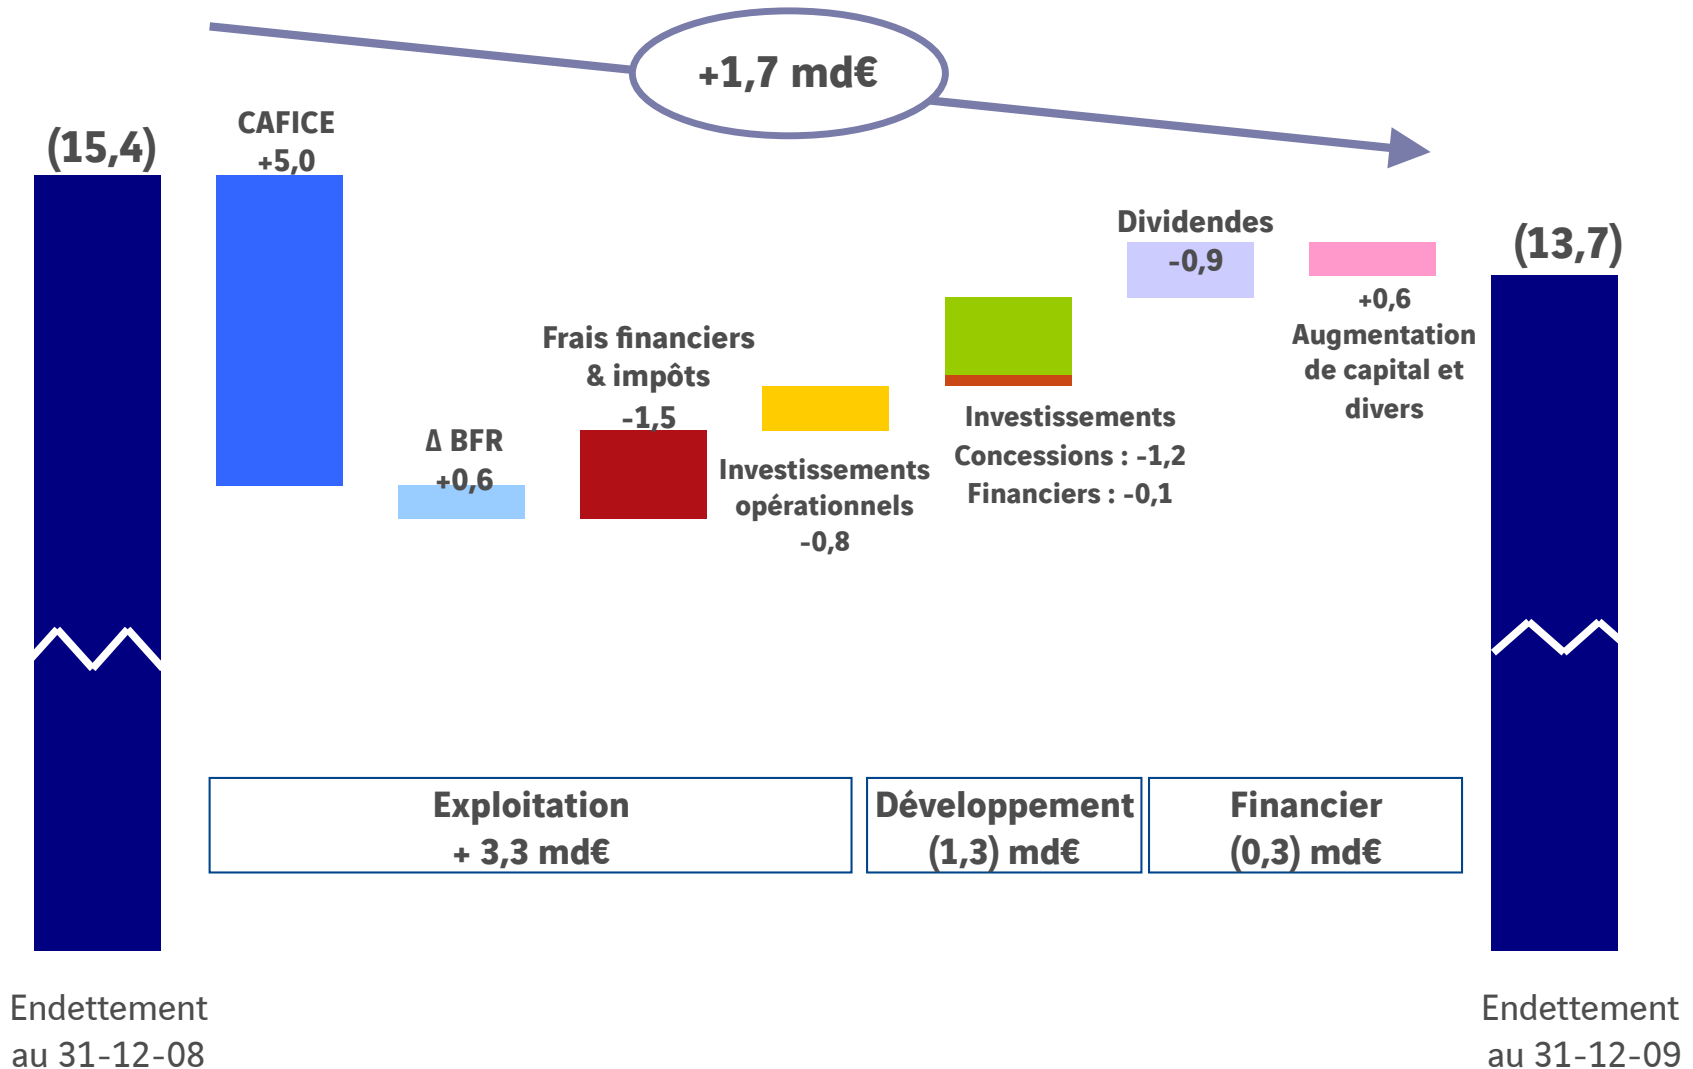 +1,7 md€
(15,4)
CAFICE
+5,0
Δ BFR
+0,6
Frais financiers
& impôts
-1,5
Investissements
opérationnels
-0,8
Investissements
Concessions : -1,2
Financiers : -0,1
Dividendes
-0,9
+0,6
Augmentation
de capital et
divers
(13,7)
Exploitation
+ 3,3 md€
Développement
(1,3) md€
Financier
(0,3) md€
Endettement
au 31-12-08
Endettement
au 31-12-09